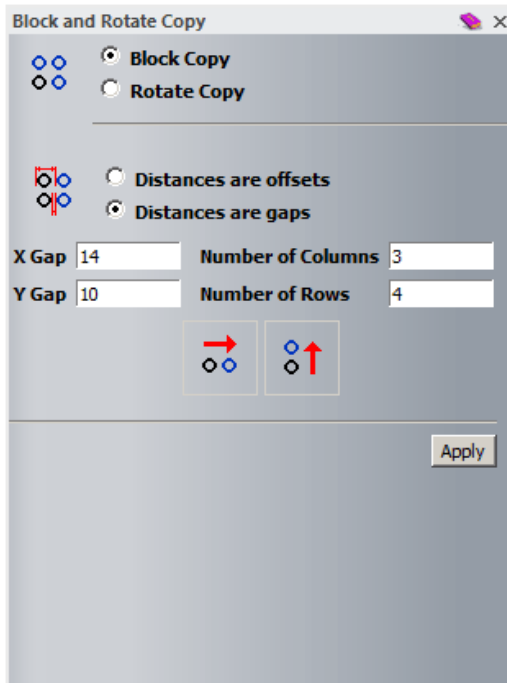 Block and Rotate Copy
Block Copy
Rotate Copy
Distances are offsets
Distances are gaps
X Gap 14 Number of Columns 3
Y Gap 10 Number of Rows 4
Apply